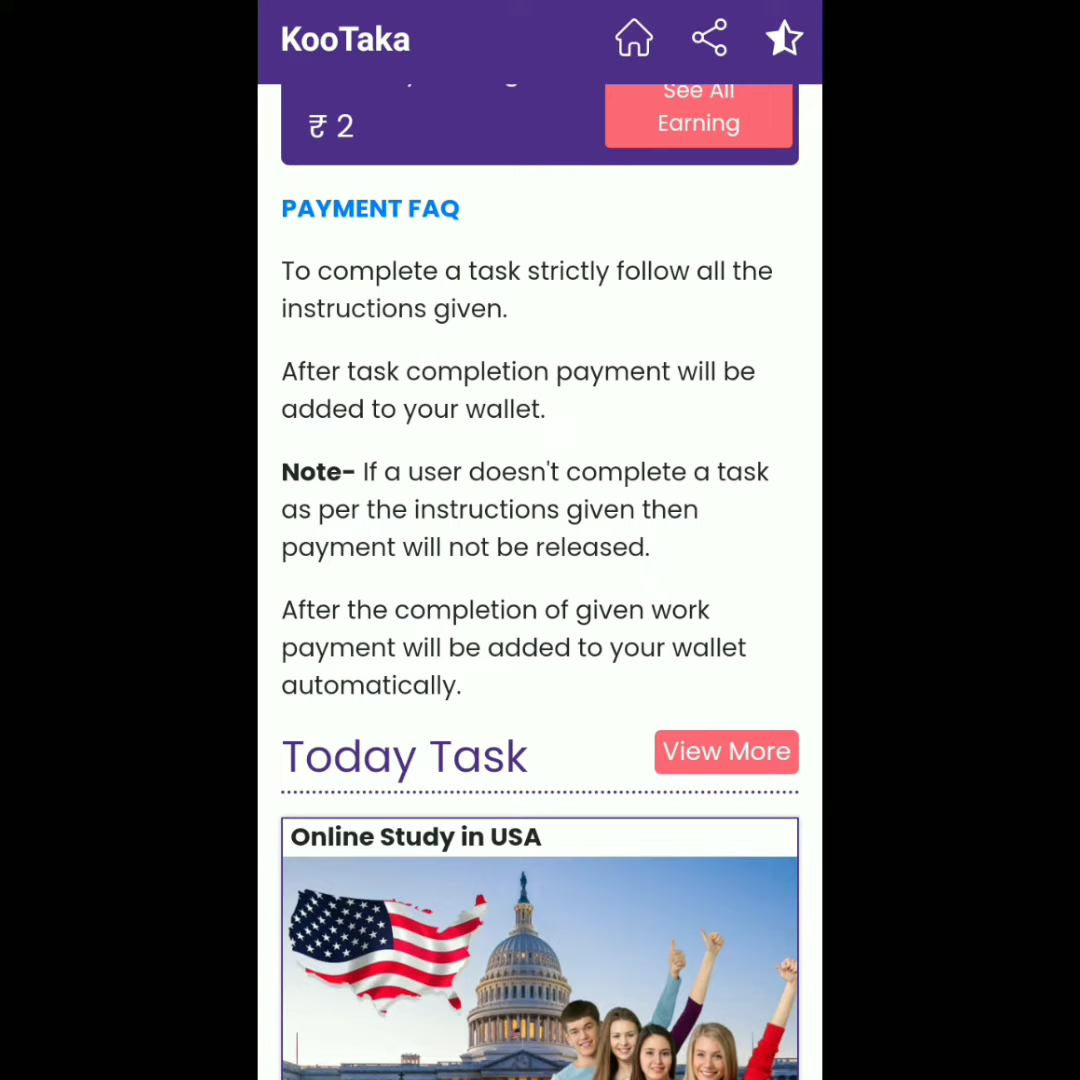 KooTaka
See All
Earning
₹ 2
PAYMENT FAQ
To complete a task strictly follow all the
instructions given.
After task completion payment will be
added to your wallet.
Note- If a user doesn't complete a task
as per the instructions given then
payment will not be released.
After the completion of given work
payment will be added to your wallet
automatically.
Today Task
View More
Online Study in USA